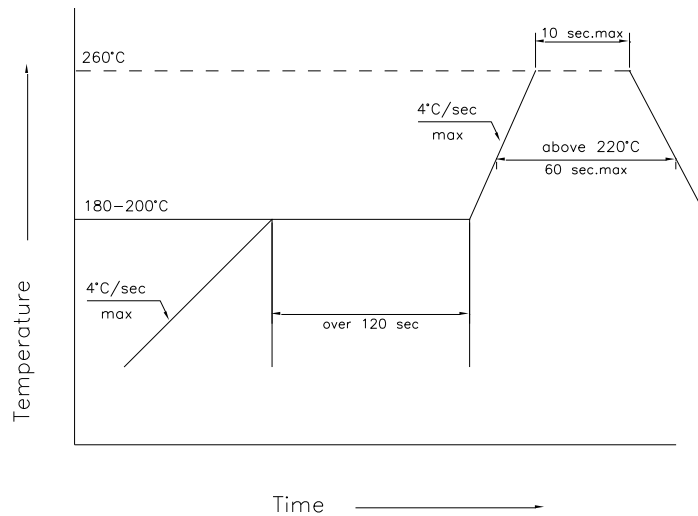 10 sec.max
260°C
4°C/sec
max
above 220°C
60 sec.max
180-200°C
4°C/sec
max
over 120 sec
Temperature
Time